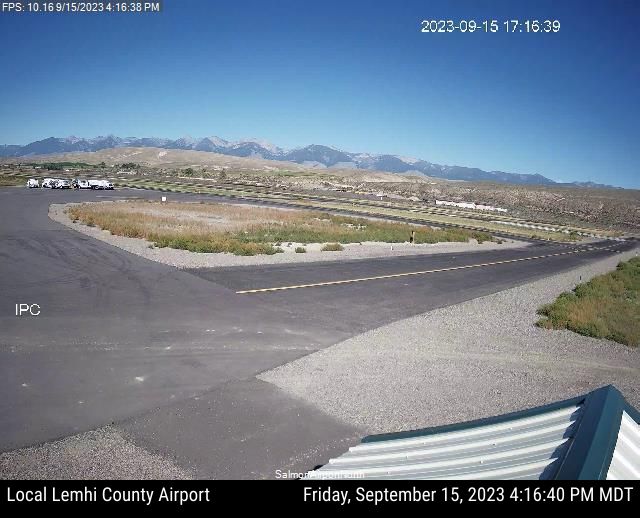 FPS: 10.16 9/15/2023 4:16:38 PM
2023-09-15 17:16:39
IPC
Local Lemhi County Airport
Friday, September 15, 2023 4:16:40 PM MDT